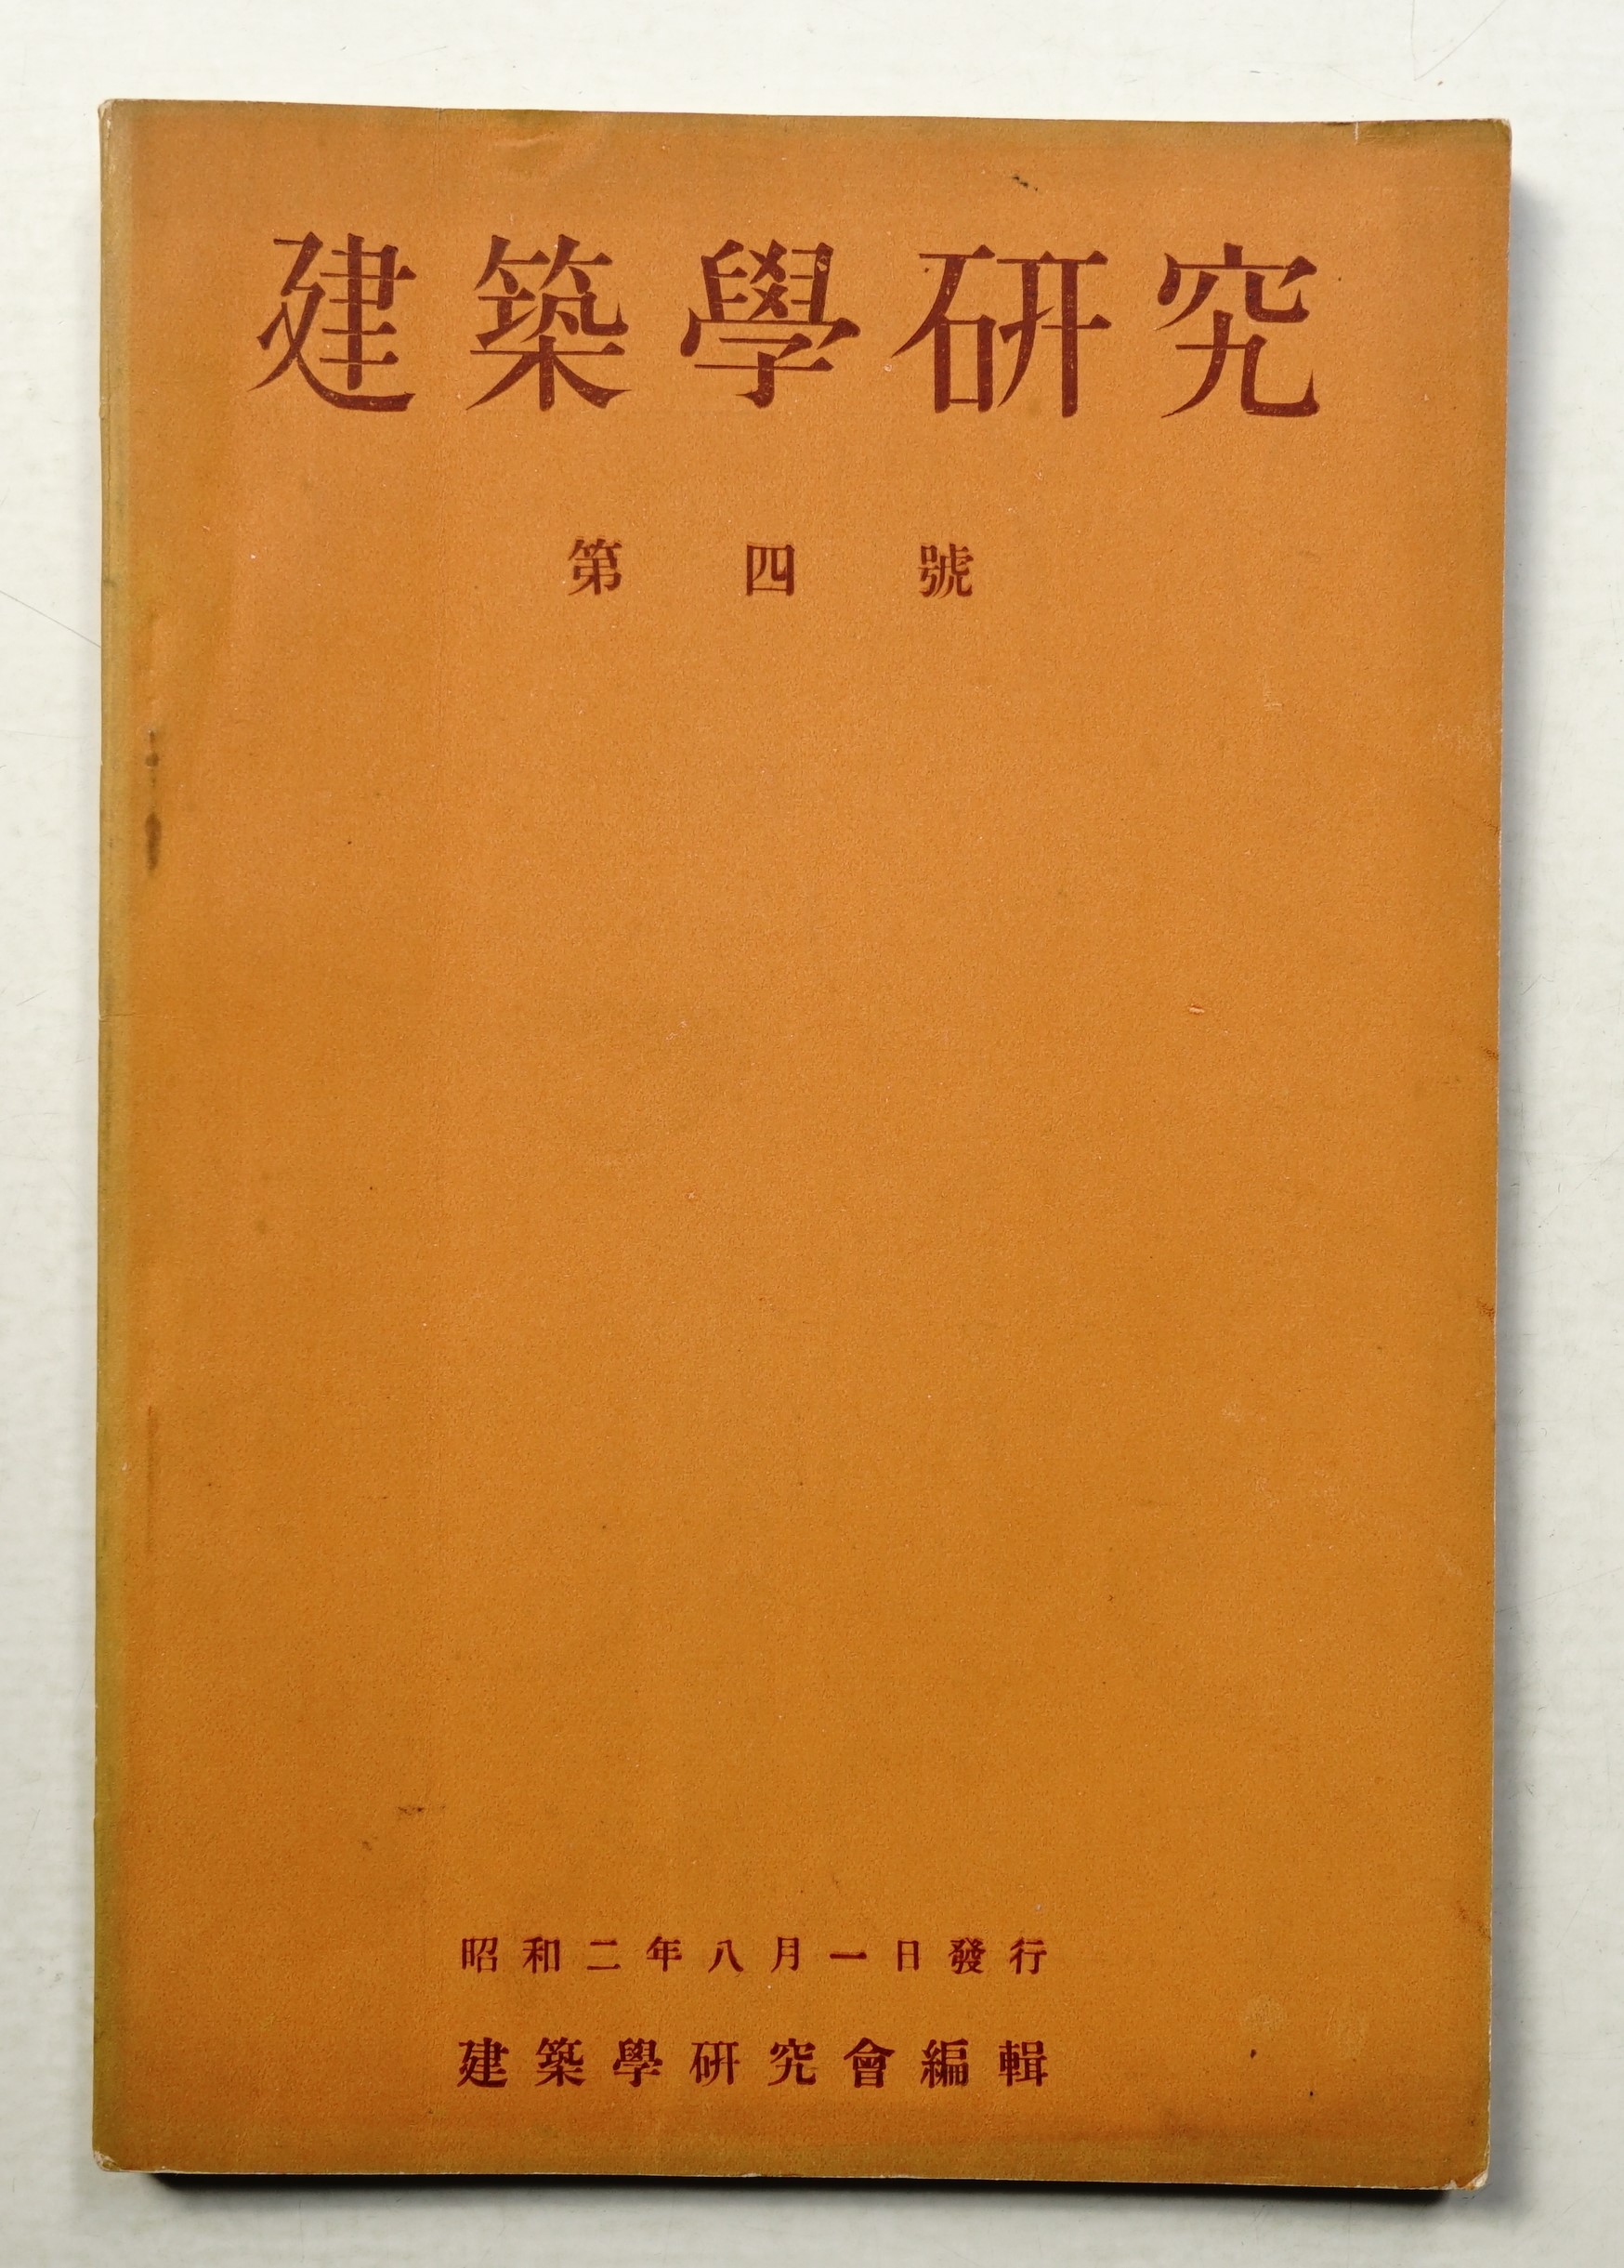 建築學研究
第四號
昭和二年八月一日發行
建築學研究會編輯